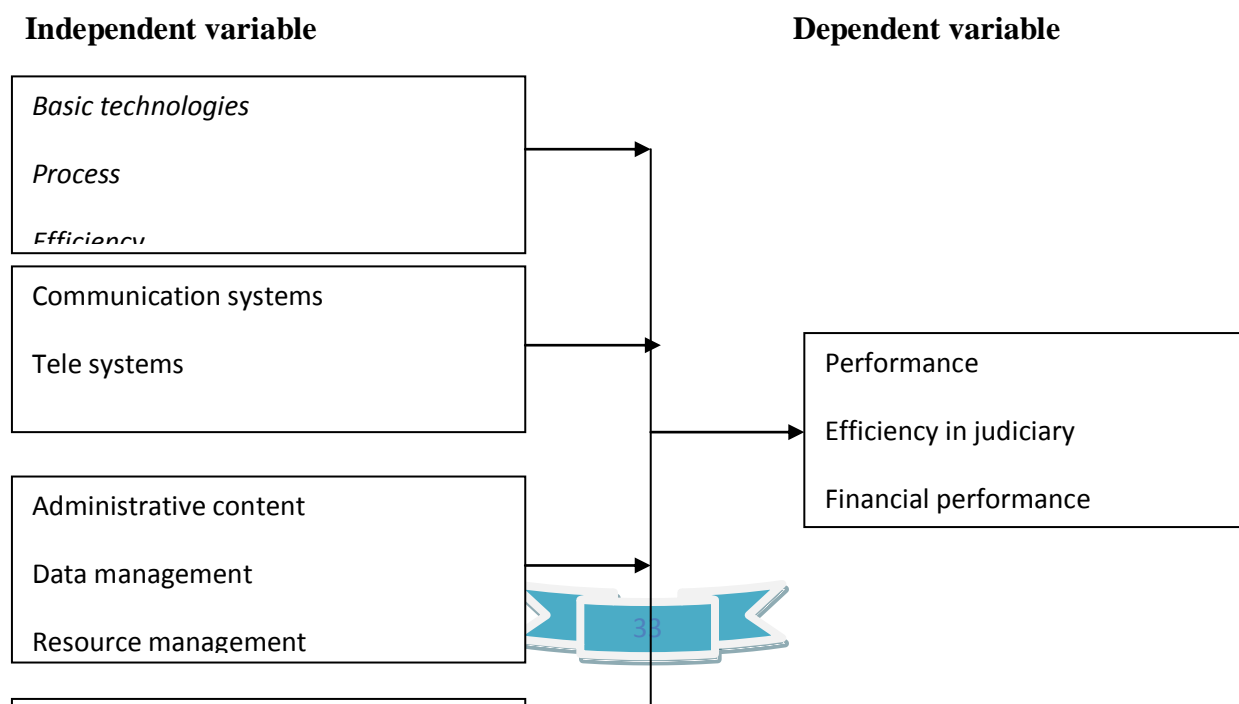 Independent variable
Dependent variable
Basic technologies
Process
Efficiency
Communication systems
Tele systems
Administrative content
Data management
Resource management
Performance
Efficiency in judiciary
Financial performance
33